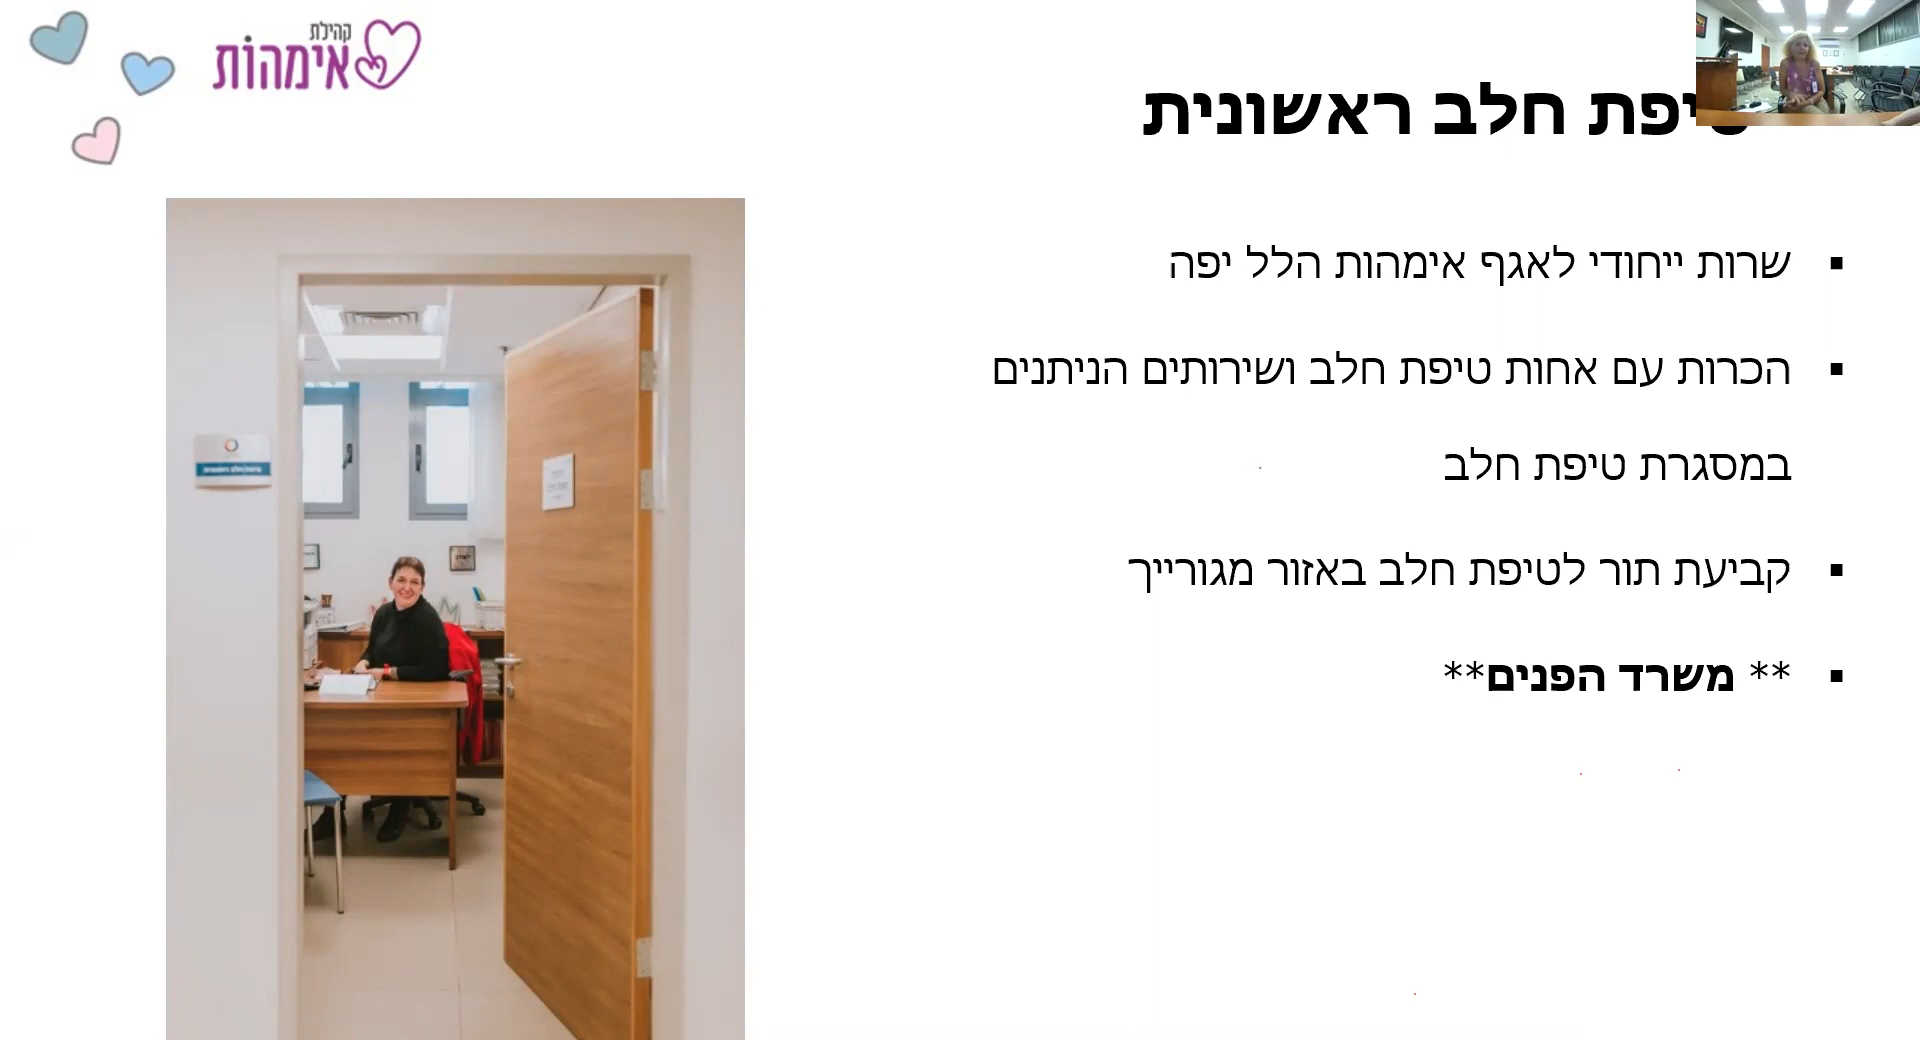 קהילת
אימהות
טיפת חלב ראשונית
שרות ייחודי לאגף אימהות הלל יפה
הכרות עם אחות טיפת חלב ושירותים הניתנים
במסגרת טיפת חלב
קביעת תור לטיפת חלב באזור מגורייך
** משרד הפנים**